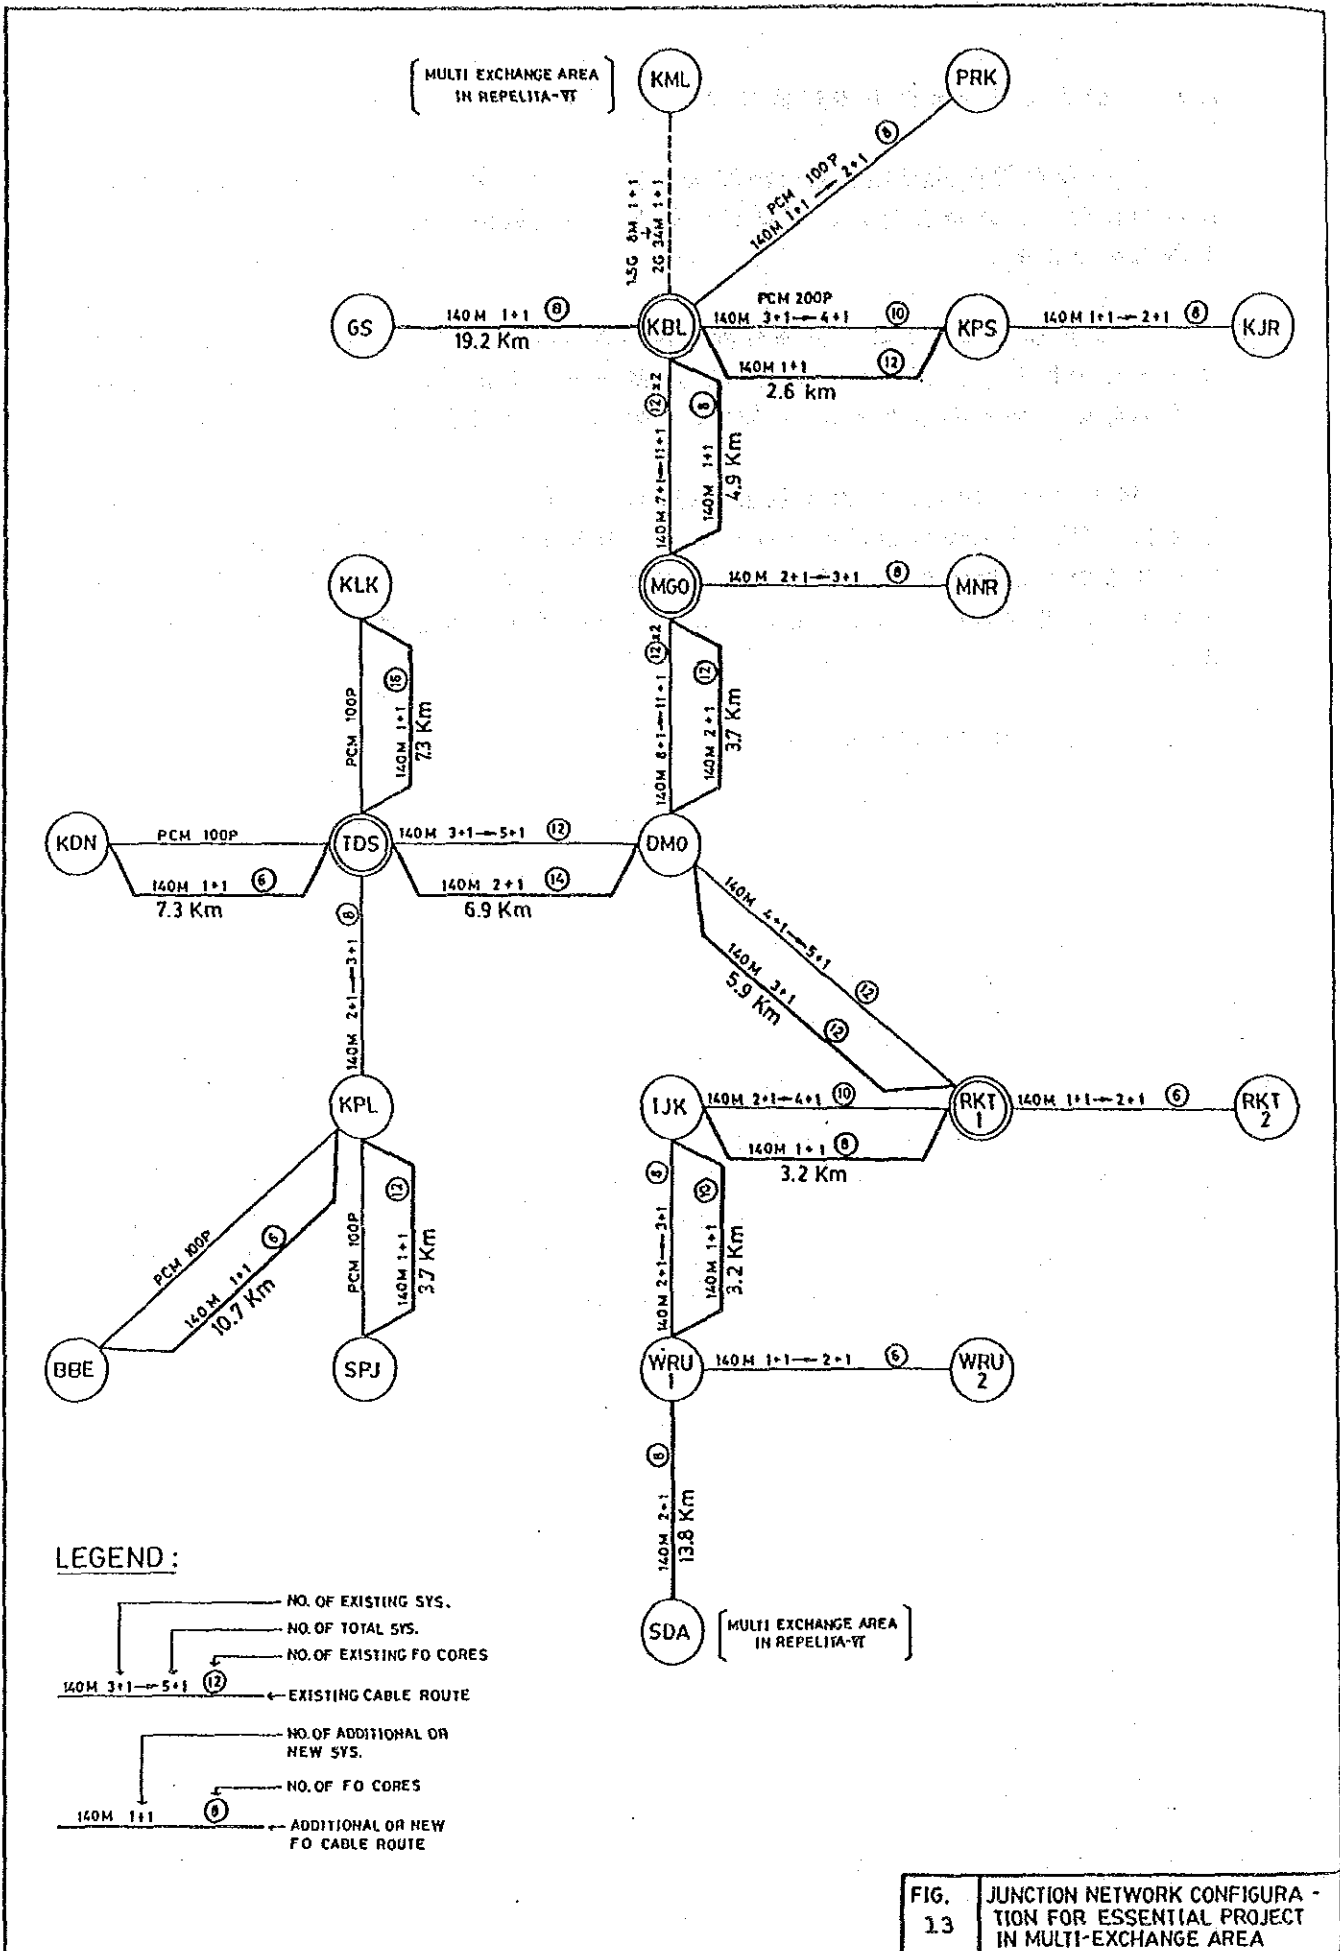 MULTI EXCHANGE AREA
IN REPELITA-VI
KML
PRK
1.5G 8M 1+1
↓
2G 34M 1+1
PCM 100P
140M 1+1 → 2+1 8
GS
140M 1+1 8
19.2 Km
KBL
PCM 200P
140M 3+1 → 4+1 10
140M 1+1 12
2.6 km
KPS
140M 1+1 → 2+1 8
KJR
140M 7+1 → 11+1 12 x2
140M 1+1 8
4.9 Km
KLK
MGO
140M 2+1 → 3+1 8
MNR
PCM 100P
140M 1+1
7.3 Km
140M 8+1 → 11+1 12 x2
140M 2+1 12
3.7 Km
KDN
PCM 100P
140M 1+1 6
7.3 Km
TDS
140M 3+1 → 5+1 12
140M 2+1 14
6.9 Km
DMO
140M 4+1 → 5+1 12
140M 3+1 12
5.9 Km
140M 2+1 → 3+1 8
KPL
IJK
140M 2+1 → 4+1 10
140M 1+1 8
3.2 Km
RKT
1
140M 1+1 → 2+1 6
RKT
2
PCM 100P
140M 1+1 6
10.7 Km
PCM 100P
140M 1+1 12
3.7 Km
140M 2+1 → 3+1 8
140M 1+1 10
3.2 Km
BBE
SPJ
WRU
1
140M 1+1 → 2+1 6
WRU
2
140M 2+1 8
13.8 Km
SDA
MULTI EXCHANGE AREA
IN REPELITA-VI
LEGEND :
NO. OF EXISTING SYS.
NO. OF TOTAL SYS.
NO. OF EXISTING FO CORES
140M 3+1 → 5+1 12
← EXISTING CABLE ROUTE
NO. OF ADDITIONAL OR
NEW SYS.
NO. OF FO CORES
140M 1+1 8
← ADDITIONAL OR NEW
FO CABLE ROUTE
FIG.
13
JUNCTION NETWORK CONFIGURA -
TION FOR ESSENTIAL PROJECT
IN MULTI-EXCHANGE AREA